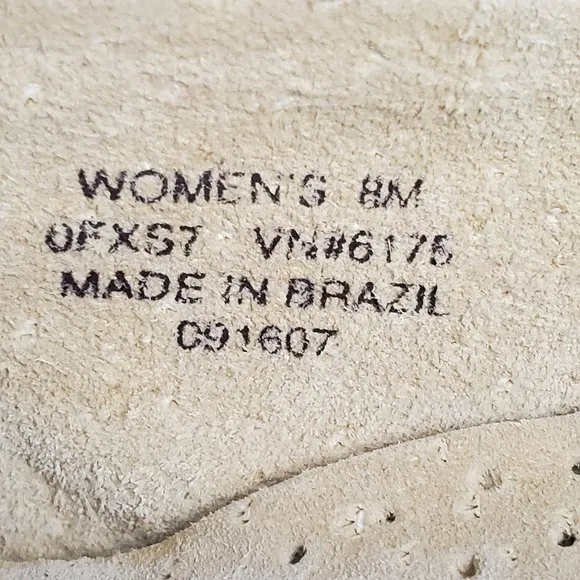 WOMEN'S 8M
0FXS7 VN#6175
MADE IN BRAZIL
091607